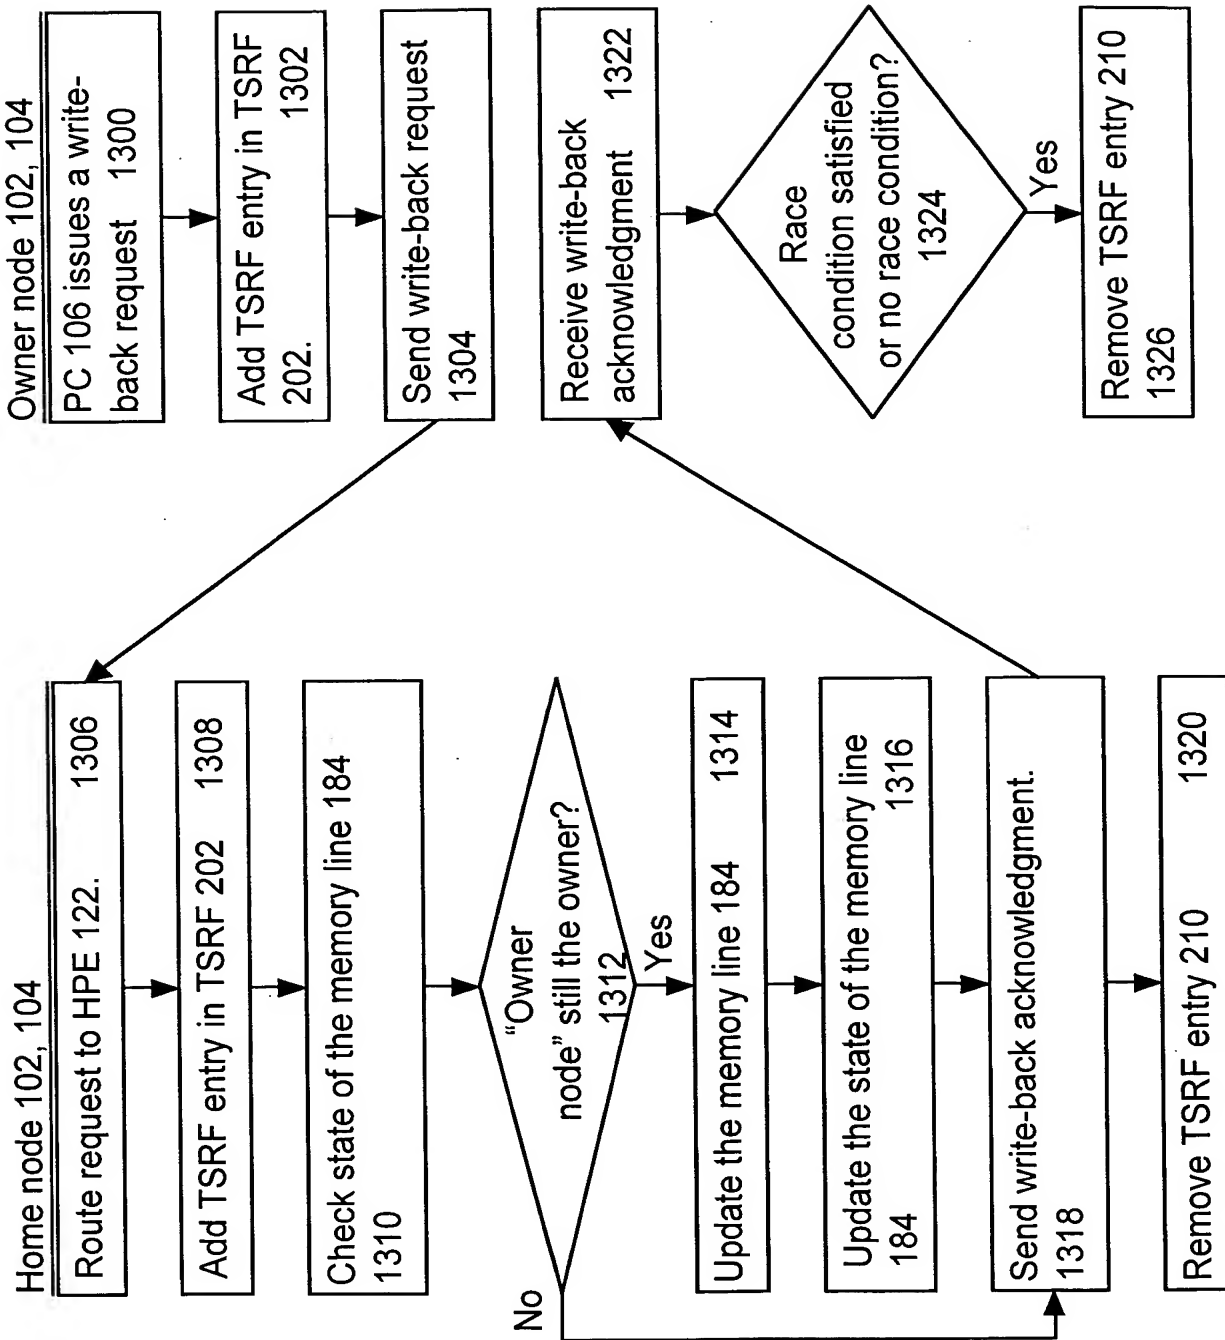 Home node 102, 104
Route request to HPE 122. 1306
Add TSRF entry in TSRF 202 1308
Check state of the memory line 184
1310
“Owner
node” still the owner?
1312
Yes
No
Update the memory line 184 1314
Update the state of the memory line
184 1316
Send write-back acknowledgment.
1318
Remove TSRF entry 210 1320
Owner node 102, 104
PC 106 issues a write-
back request 1300
Add TSRF entry in TSRF
202. 1302
Send write-back request
1304
Receive write-back
acknowledgment 1322
Race
condition satisfied
or no race condition?
1324
Yes
Remove TSRF entry 210
1326